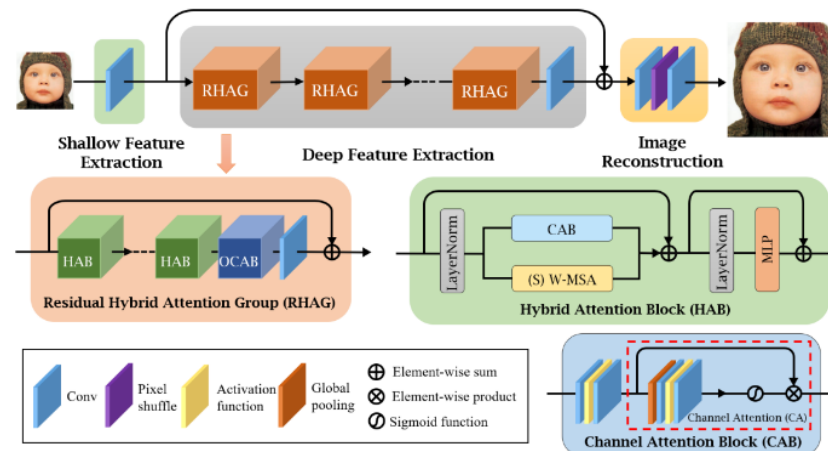 RHAG
RHAG
RHAG
Shallow Feature
Extraction
Deep Feature Extraction
Image
Reconstruction
HAB
HAB
OCAB
Residual Hybrid Attention Group (RHAG)
LayerNorm
CAB
(S) W-MSA
LayerNorm
MLP
Hybrid Attention Block (HAB)
Conv
Pixel
shuffle
Activation
function
Global
pooling
Element-wise sum
Element-wise product
Sigmoid function
Channel Attention (CA)
Channel Attention Block (CAB)